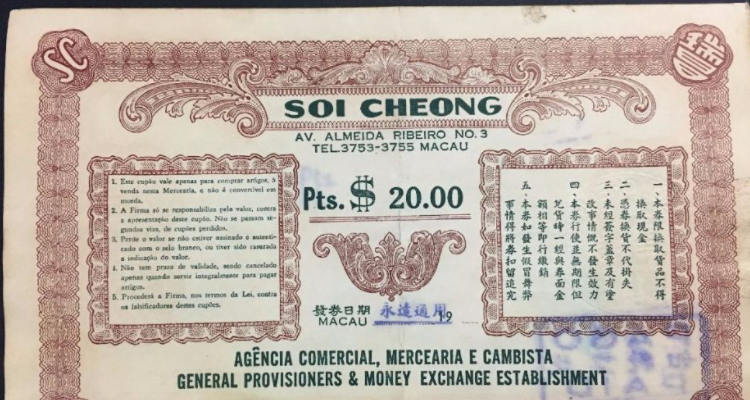 SC
瑞
SOI CHEONG
AV. ALMEIDA RIBEIRO NO. 3
TEL.3753-3755 MACAU
1. Este cupão vale apenas para comprar artigos, à
venda nesta Mercearia, e não é convertível em
moeda.
2. A Firma só se responsabiliza pelo valor, contra
a apresentação deste cupão. Não se passam se-
gundas vias, de cupões perdidos.
3. Perde o valor se não estiver assinado e autenti-
cado com o selo branco, ou tiver sido rasurada
a indicação do valor.
4. Não tem prazo de validade, sendo cancelado
apenas quando servir integralmente para pagar
artigos.
5. Procederá a Firma, nos termos da Lei, contra
as falsificadores destes cupões.
Pts. $ 20.00
一、本券限換取貨品不得
換取現金
二、憑券換貨不代掛失
三、未經簽字蓋章及有塗
改事情慨不發生效力
四、本券行使並無期限但
兌貨時一經與券面金
額相等即行繳銷
五、本券如發生假冒舞弊
事情得將券扣留追究
發券日期 永遠通用
MACAU 19
AGÊNCIA COMERCIAL, MERCEARIA E CAMBISTA
GENERAL PROVISIONERS & MONEY EXCHANGE ESTABLISHMENT